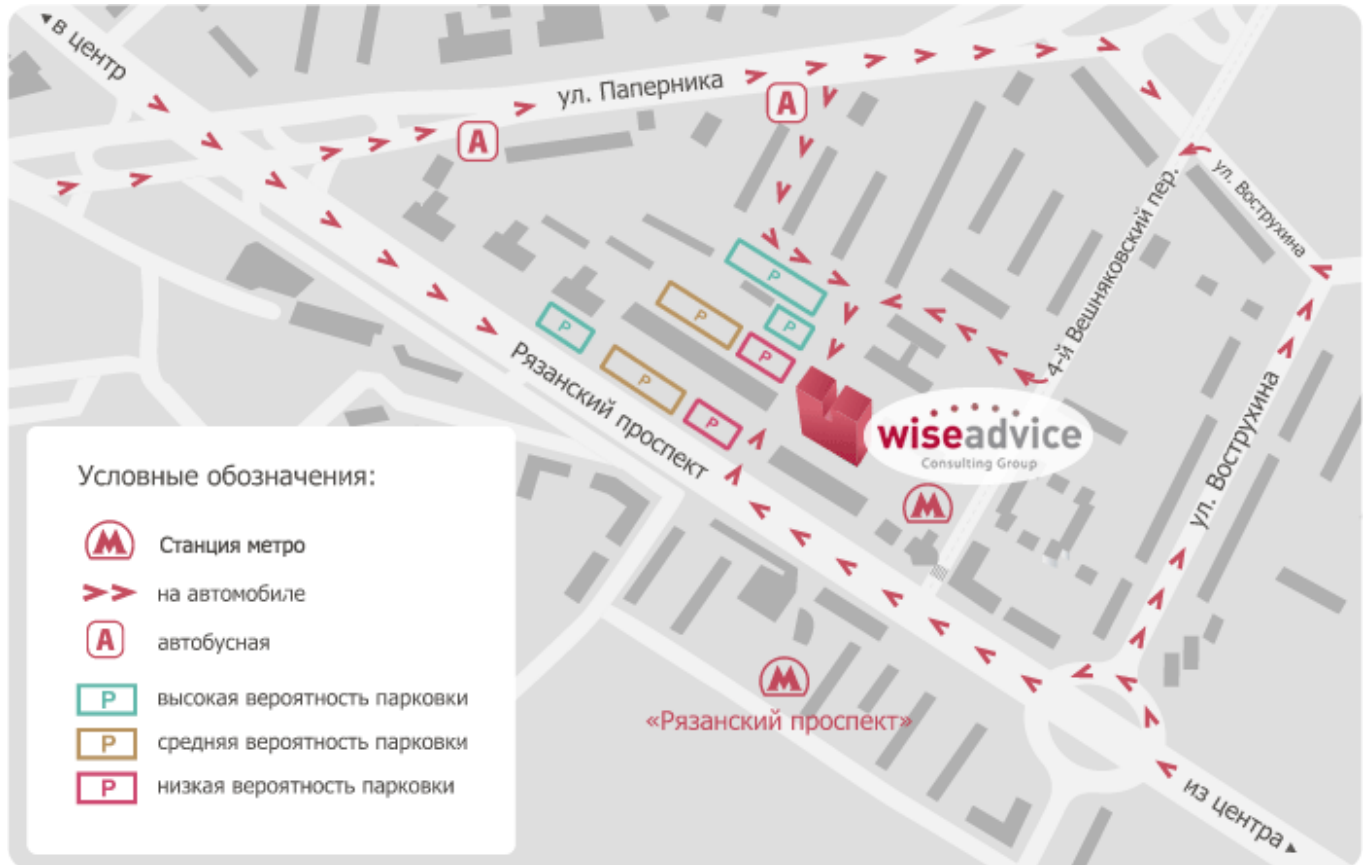 ◄в центр
ул. Паперника
А
А
ул. Вострухина
4-й Вешняковский пер.
P
P
P
P
P
P
P
Рязанский проспект
wiseadvice
Consulting Group
М
ул. Вострухина
М
«Рязанский проспект»
из центра►
Условные обозначения:
М Станция метро
на автомобиле
А автобусная
P высокая вероятность парковки
P средняя вероятность парковки
P низкая вероятность парковки